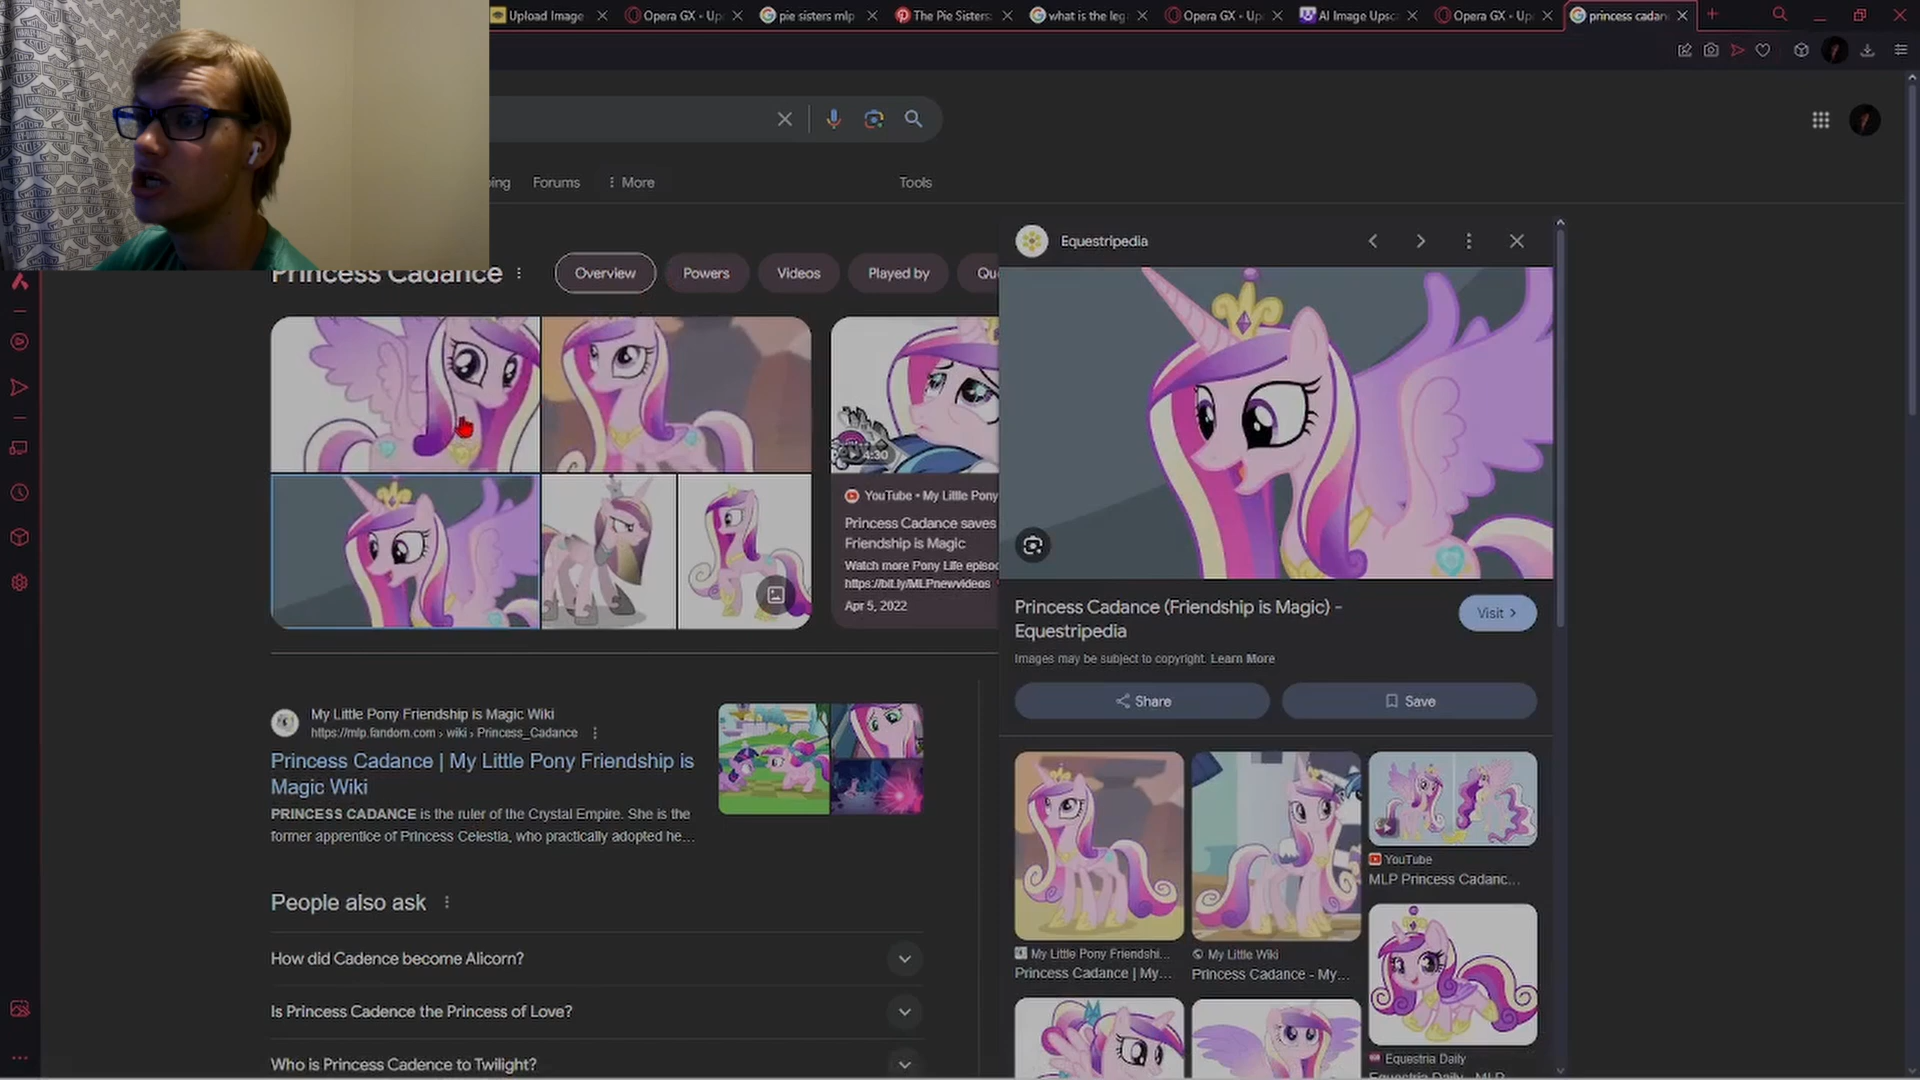 Upload Image
Opera GX - Up
pie sisters mlp
The Pie Sisters
what is the leg
Opera GX - Up
AI Image Upsc
Opera GX - Up
princess cadan
Forums
More
Tools
Princess Cadance
Overview
Powers
Videos
Played by
Qu
4:30
YouTube • My Little Pony
Princess Cadance saves
Friendship is Magic
Watch more Pony Life episo
https://bit.ly/MLPnewvideos
Apr 5, 2022
My Little Pony Friendship is Magic Wiki
https://mlp.fandom.com › wiki › Princess_Cadance
Princess Cadance | My Little Pony Friendship is
Magic Wiki
PRINCESS CADANCE is the ruler of the Crystal Empire. She is the
former apprentice of Princess Celestia, who practically adopted he...
People also ask
How did Cadence become Alicorn?
Is Princess Cadence the Princess of Love?
Who is Princess Cadence to Twilight?
Equestripedia
Princess Cadance (Friendship is Magic) -
Equestripedia
Visit
Images may be subject to copyright. Learn More
Share
Save
My Little Pony Friendshi...
Princess Cadance | My...
My Little Wiki
Princess Cadance - My...
YouTube
MLP Princess Cadanc...
Equestria Daily
Equestria Daily - MLP